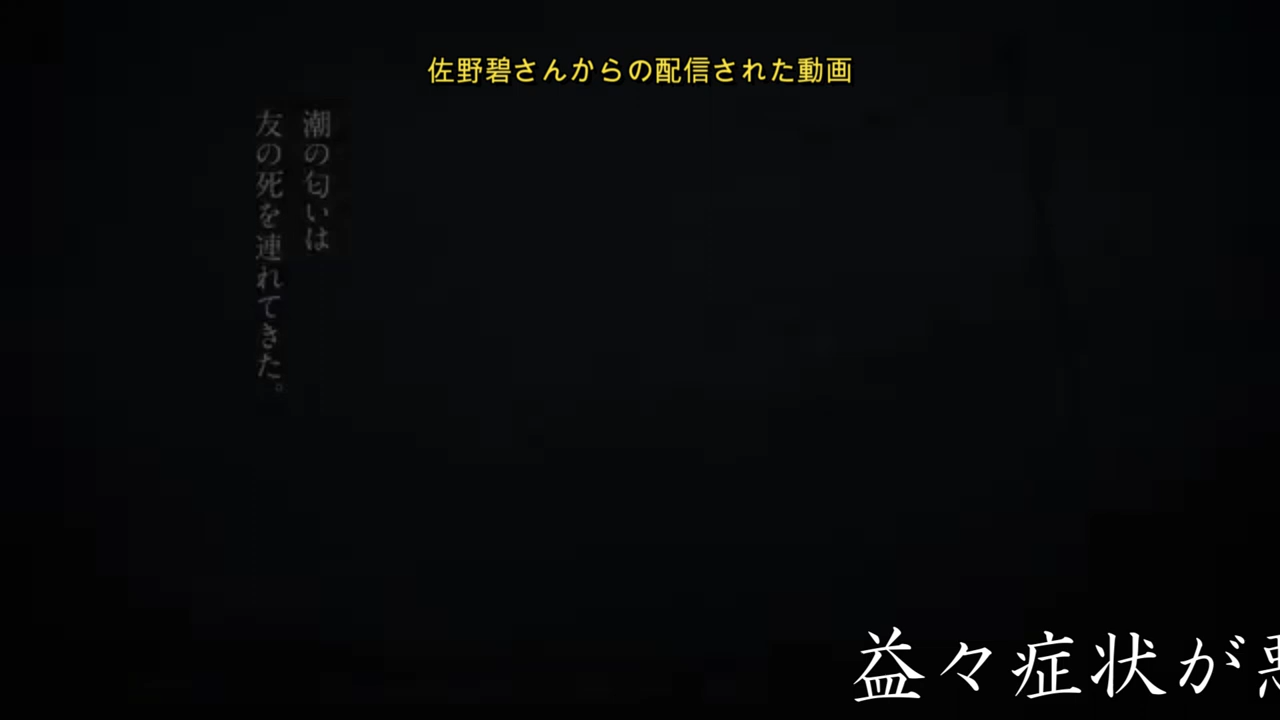 佐野碧さんからの配信された動画
潮の匂いは
友の死を連れてきた。
益々症状が悪